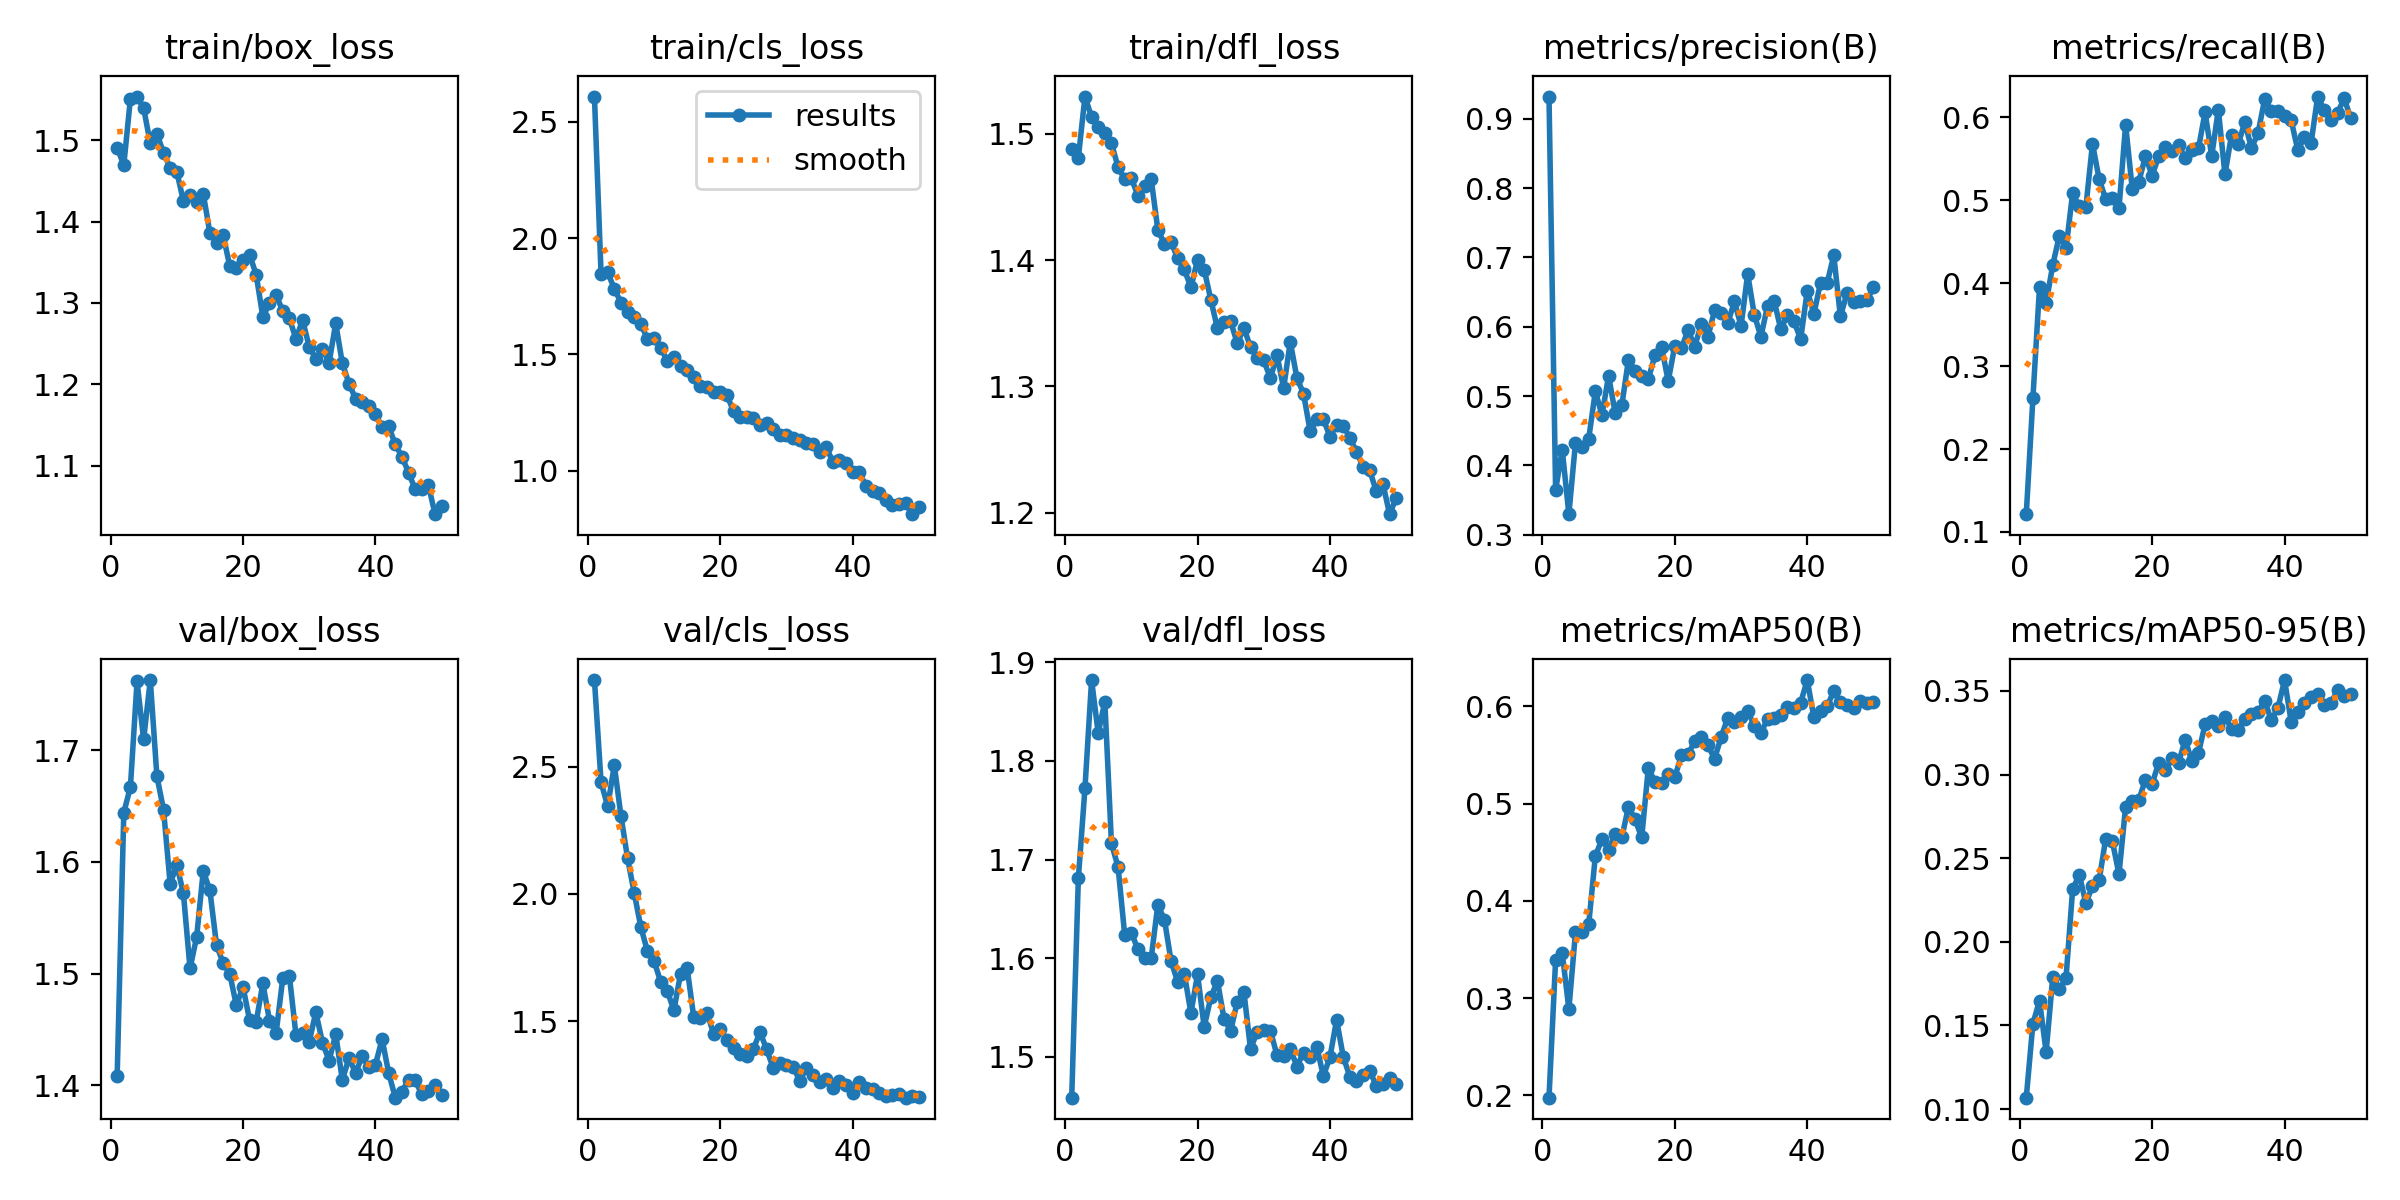 train/box_loss
train/cls_loss
train/dfl_loss
metrics/precision(B)
metrics/recall(B)
1.5
1.4
1.3
1.2
1.1
0 20 40
2.5
2.0
1.5
1.0
0 20 40
results
smooth
1.5
1.4
1.3
1.2
0 20 40
0.9
0.8
0.7
0.6
0.5
0.4
0.3
0 20 40
0.6
0.5
0.4
0.3
0.2
0.1
0 20 40
val/box_loss
val/cls_loss
val/dfl_loss
metrics/mAP50(B)
metrics/mAP50-95(B)
1.7
1.6
1.5
1.4
0 20 40
2.5
2.0
1.5
0 20 40
1.9
1.8
1.7
1.6
1.5
0 20 40
0.6
0.5
0.4
0.3
0.2
0 20 40
0.35
0.30
0.25
0.20
0.15
0.10
0 20 40